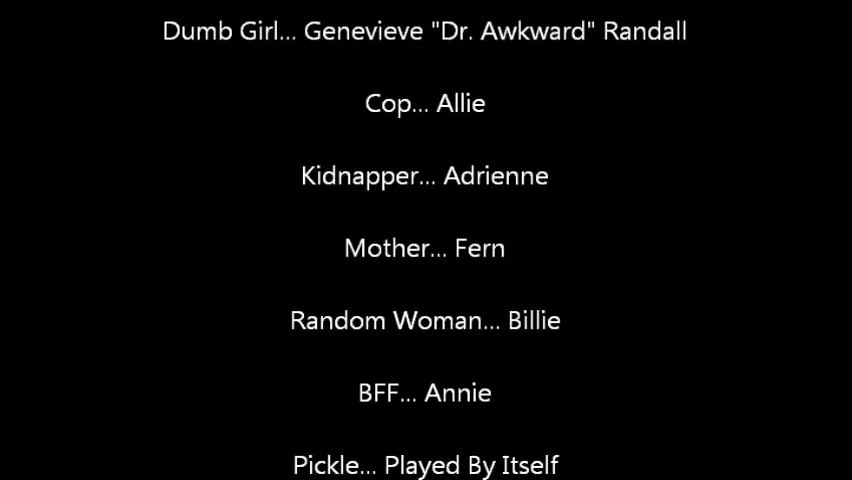 Dumb Girl... Genevieve "Dr. Awkward" Randall
Cop... Allie
Kidnapper... Adrienne
Mother... Fern
Random Woman... Billie
BFF... Annie
Pickle... Played By Itself